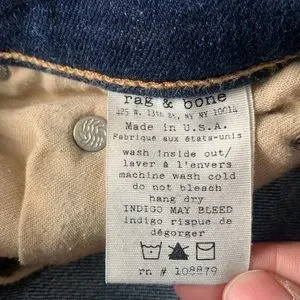 rag & bone
425 W. 13th St, NY NY 10014
Made in U.S.A.
Fabriqué aux états-unis
wash inside out/
laver à l'envers
machine wash cold
do not bleach
hang dry
INDIGO MAY BLEED
indigo risque de
dégorger
rn # 108879